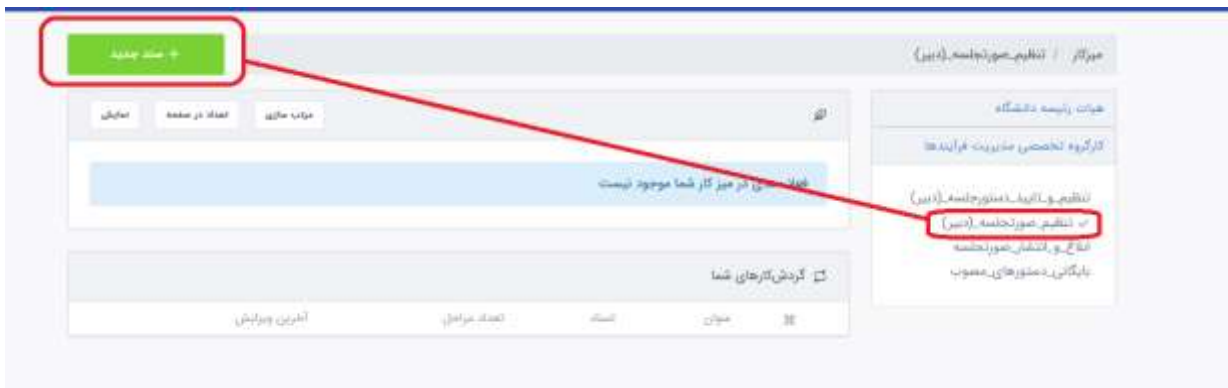 میزکار / تنظیم_صورتجلسه_(دبیر)
+ سند جدید
هیات رئیسه دانشگاه
کارگروه تخصصی مدیریت فرآیندها
تنظیم_و_تایید_دستورجلسه_(دبیر)
✓ تنظیم_صورتجلسه_(دبیر)
ابلاغ_و_انتشار_صورتجلسه
بایگانی_دستورهای_مصوب
مرتب سازی
تعداد در صفحه
نمایش
در میز کار شما موجود نیست
گردش‌کارهای شما
عنوان
اسناد
تعداد مراحل
آخرین ویرایش